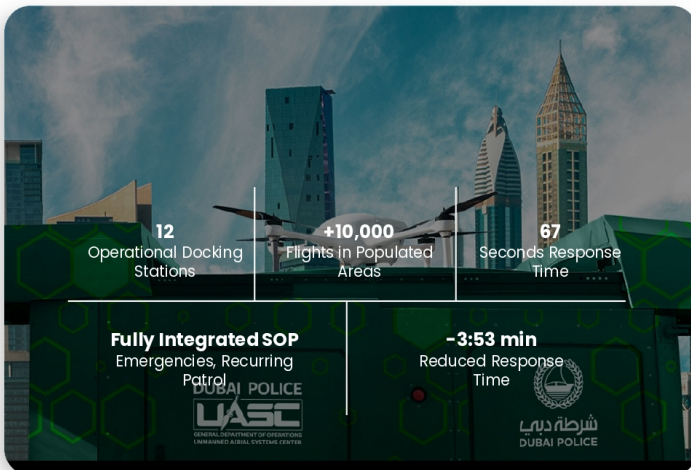 12
Operational Docking
Stations
+10,000
Flights in Populated
Areas
67
Seconds Response
Time
Fully Integrated SOP
Emergencies, Recurring
Patrol
-3:53 min
Reduced Response
Time
DUBAI POLICE
UASC
GENERAL DEPARTMENT OF OPERATIONS
UNMANNED AERIAL SYSTEMS CENTER
شرطة دبي
DUBAI POLICE